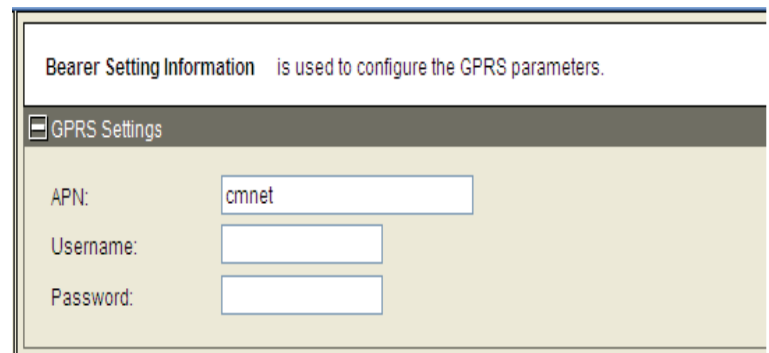 Bearer Setting Information is used to configure the GPRS parameters.
GPRS Settings
APN: cmnet
Username:
Password: